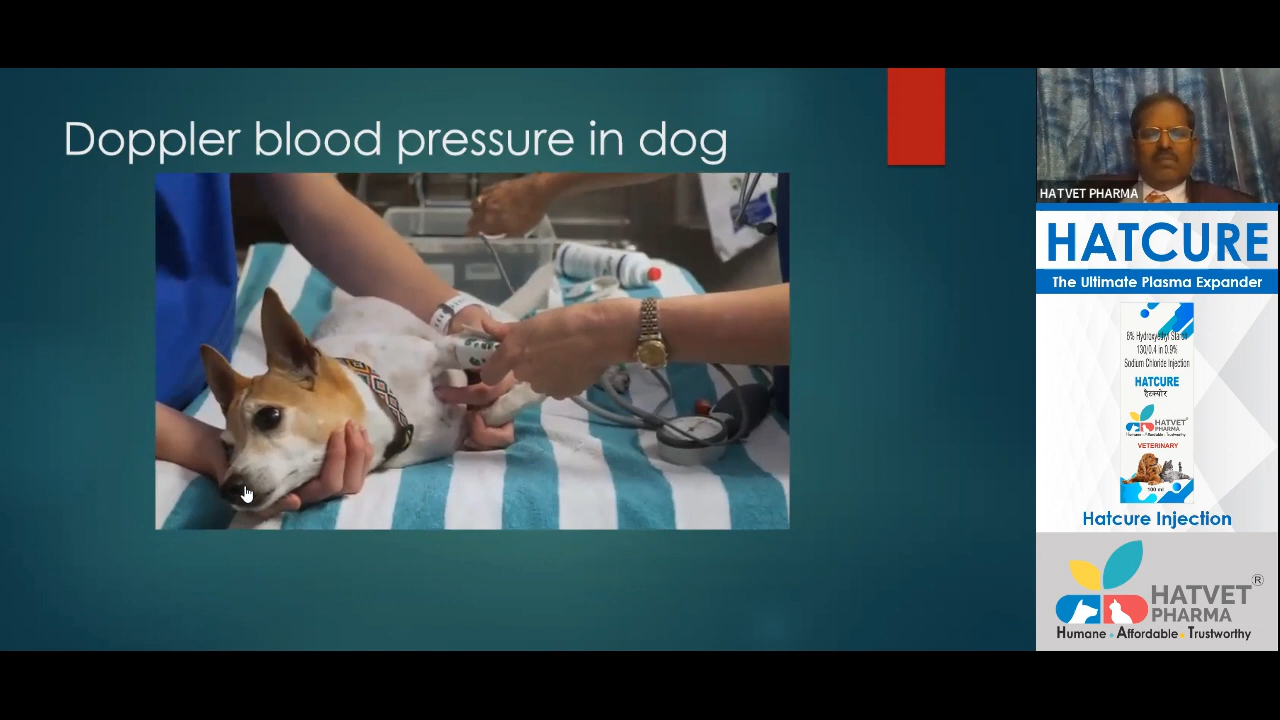 Doppler blood pressure in dog
HATVET PHARMA
HATCURE
The Ultimate Plasma Expander
6% Hydroxyethyl Starch
130/0.4 in 0.9%
Sodium Chloride Injection
HATCURE
हैटक्योर
HATVET
PHARMA
Humane Affordable Trustworthy
VETERINARY
100 ml
Hatcure Injection
HATVET®
PHARMA
Humane • Affordable • Trustworthy